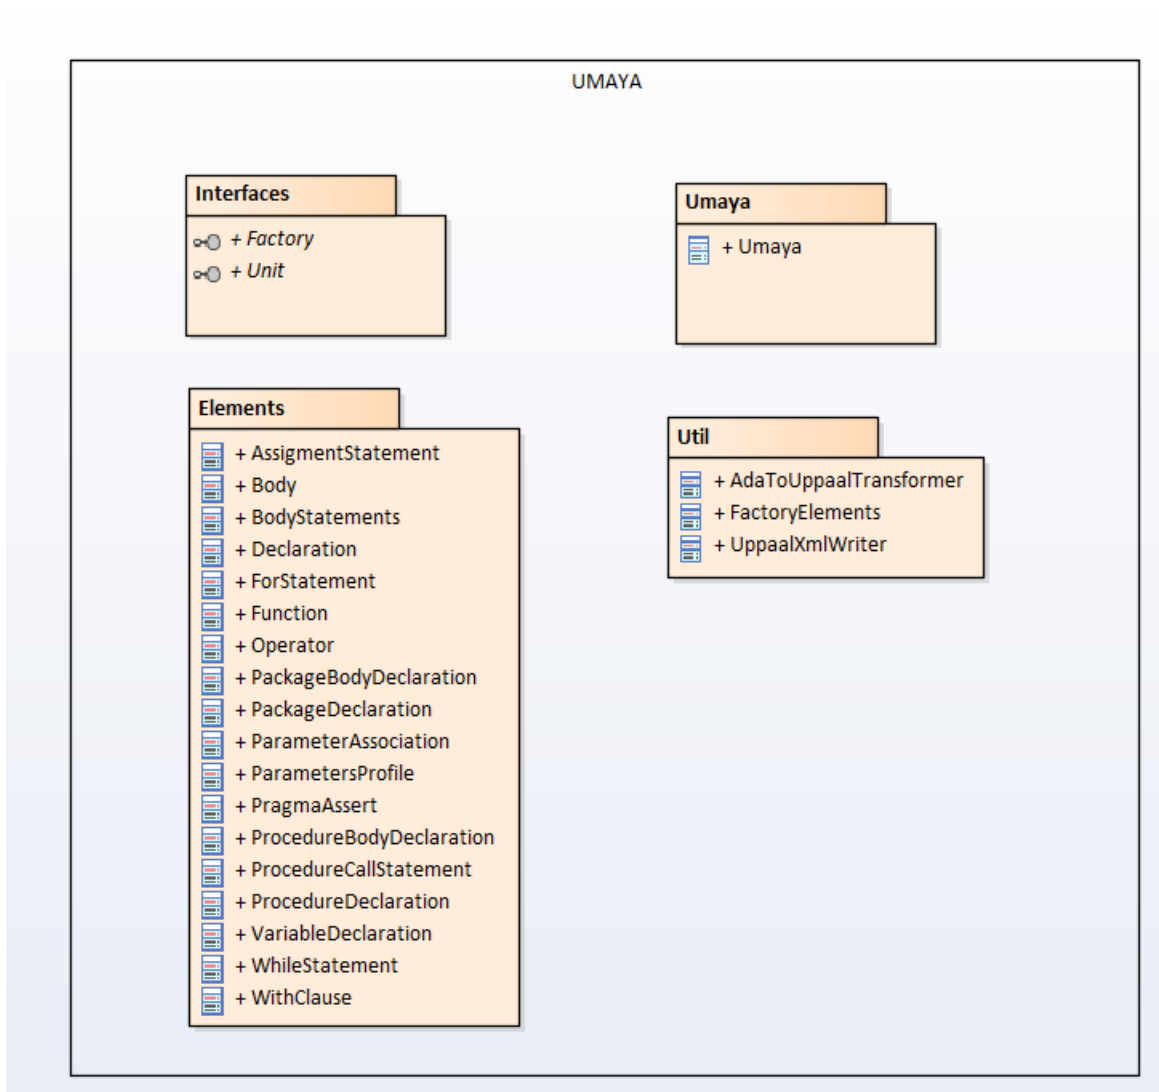 UMAYA
Interfaces
+ Factory
+ Unit
Umaya
+ Umaya
Elements
+ AssigmentStatement
+ Body
+ BodyStatements
+ Declaration
+ ForStatement
+ Function
+ Operator
+ PackageBodyDeclaration
+ PackageDeclaration
+ ParameterAssociation
+ ParametersProfile
+ PragmaAssert
+ ProcedureBodyDeclaration
+ ProcedureCallStatement
+ ProcedureDeclaration
+ VariableDeclaration
+ WhileStatement
+ WithClause
Util
+ AdaToUppaalTransformer
+ FactoryElements
+ UppaalXmlWriter